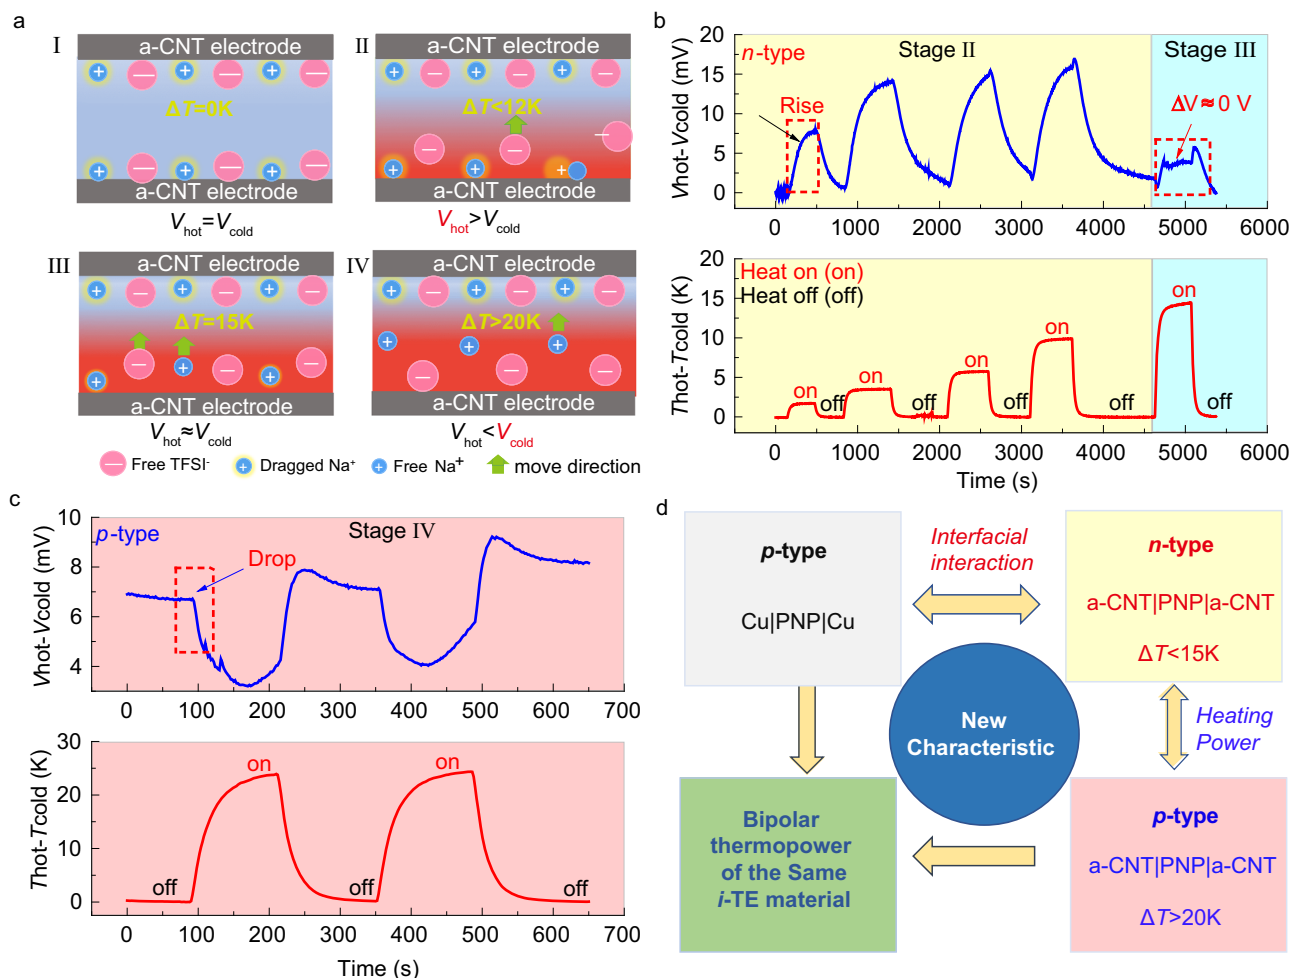 a
I
a-CNT electrode
ΔT=0K
a-CNT electrode
Vhot=Vcold
II
a-CNT electrode
ΔT<12K
a-CNT electrode
Vhot>Vcold
III
a-CNT electrode
ΔT=15K
a-CNT electrode
Vhot≈Vcold
IV
a-CNT electrode
ΔT>20K
a-CNT electrode
Vhot<Vcold
Free TFSI-
Dragged Na+
Free Na+
move direction
b
Vhot-Vcold (mV)
20
15
10
5
0
n-type
Stage II
Stage III
Rise
ΔV≈0 V
0
1000
2000
3000
4000
5000
6000
Thot-Tcold (K)
20
15
10
5
0
Heat on (on)
Heat off (off)
on
off
on
off
on
off
on
off
on
off
0
1000
2000
3000
4000
5000
6000
Time (s)
c
Vhot-Vcold (mV)
10
8
6
4
p-type
Stage IV
Drop
0
100
200
300
400
500
600
700
Thot-Tcold (K)
30
20
10
0
off
on
off
on
off
0
100
200
300
400
500
600
700
Time (s)
d
p-type
Cu|PNP|Cu
Interfacial
interaction
n-type
a-CNT|PNP|a-CNT
ΔT<15K
New
Characteristic
Heating
Power
Bipolar
thermopower
of the Same
i-TE material
p-type
a-CNT|PNP|a-CNT
ΔT>20K